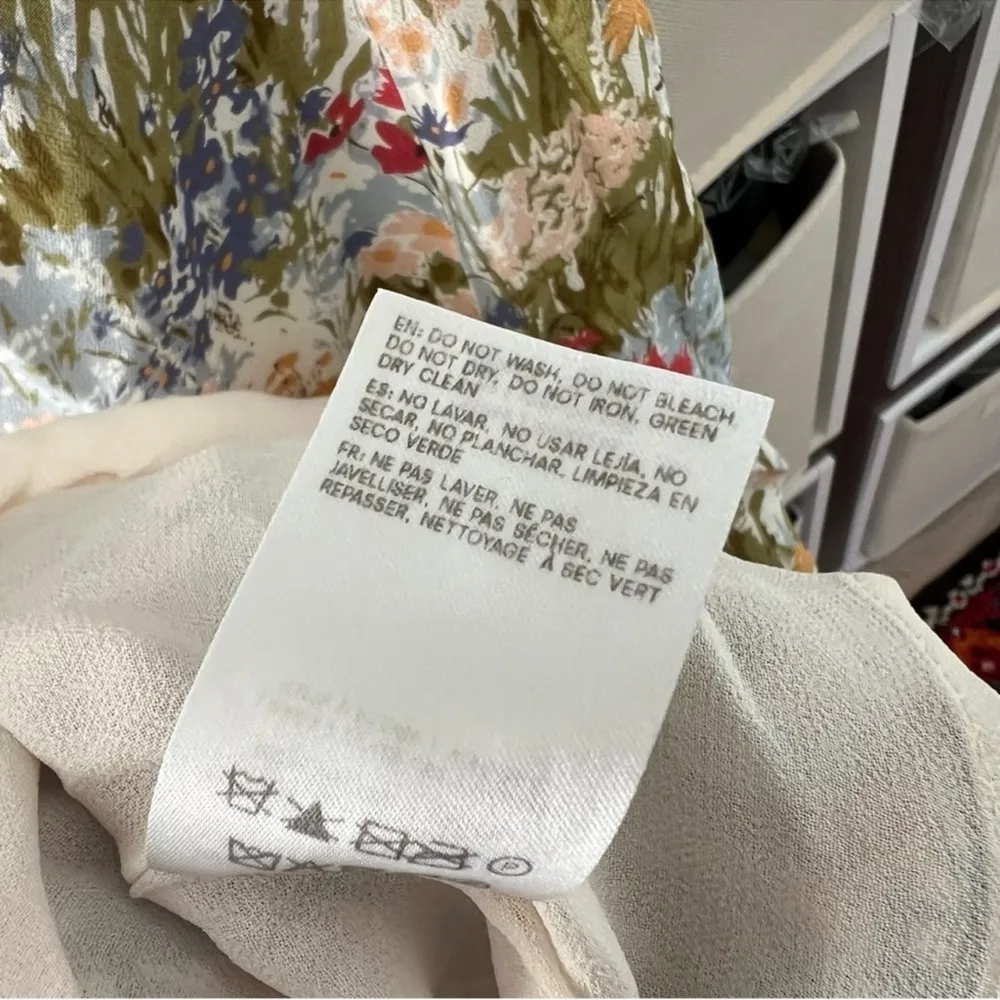 EN: DO NOT WASH, DO NOT BLEACH,
DO NOT DRY, DO NOT IRON, GREEN
DRY CLEAN
ES: NO LAVAR, NO USAR LEJÍA, NO
SECAR, NO PLANCHAR, LIMPIEZA EN
SECO VERDE
FR: NE PAS LAVER, NE PAS
JAVELLISER, NE PAS SÉCHER, NE PAS
REPASSER, NETTOYAGE À SEC VERT